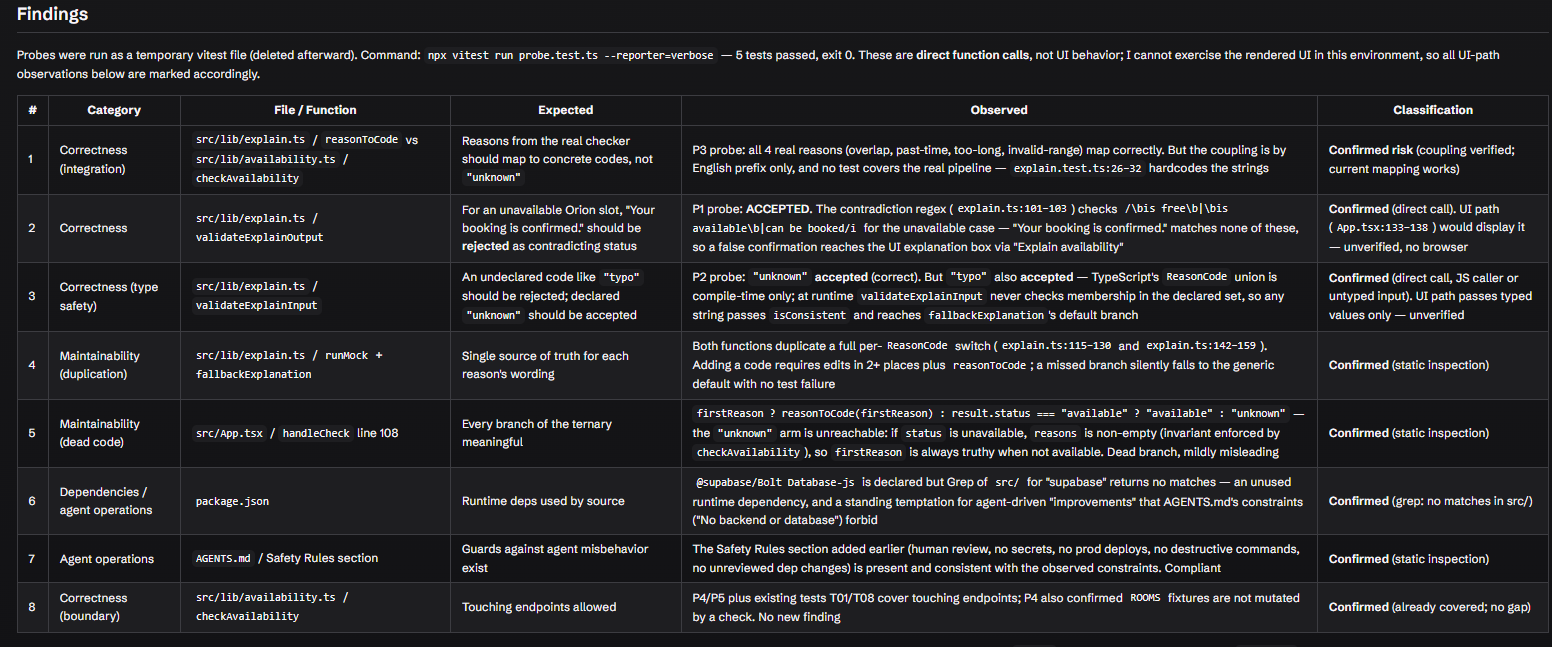 Findings
Probes were run as a temporary vitest file (deleted afterward). Command: npx vitest run probe.test.ts --reporter=verbose — 5 tests passed, exit 0. These are direct function calls, not UI behavior; I cannot exercise the rendered UI in this environment, so all UI-path
observations below are marked accordingly.
# Category File / Function Expected Observed Classification
1
Correctness
(integration)
src/lib/explain.ts / reasonToCode vs
src/lib/availability.ts /
checkAvailability
Reasons from the real checker
should map to concrete codes, not
"unknown"
P3 probe: all 4 real reasons (overlap, past-time, too-long, invalid-range) map correctly. But the coupling is by
English prefix only, and no test covers the real pipeline — explain.test.ts:26-32 hardcodes the strings
Confirmed risk (coupling verified;
current mapping works)
2
Correctness
src/lib/explain.ts /
validateExplainOutput
For an unavailable Orion slot, "Your
booking is confirmed." should be
rejected as contradicting status
P1 probe: ACCEPTED. The contradiction regex (explain.ts:101-103) checks /\bis free\b|\bis
available\b|can be booked/i for the unavailable case — "Your booking is confirmed." matches none of these,
so a false confirmation reaches the UI explanation box via "Explain availability"
Confirmed (direct call). UI path
(App.tsx:133-138) would display it
— unverified, no browser
3
Correctness (type
safety)
src/lib/explain.ts /
validateExplainInput
An undeclared code like "typo"
should be rejected; declared
"unknown" should be accepted
P2 probe: "unknown" accepted (correct). But "typo" also accepted — TypeScript's ReasonCode union is
compile-time only; at runtime validateExplainInput never checks membership in the declared set, so any
string passes isConsistent and reaches fallbackExplanation's default branch
Confirmed (direct call, JS caller or
untyped input). UI path passes typed
values only — unverified
4
Maintainability
(duplication)
src/lib/explain.ts / runMock +
fallbackExplanation
Single source of truth for each
reason's wording
Both functions duplicate a full per-ReasonCode switch (explain.ts:115-130 and explain.ts:142-159).
Adding a code requires edits in 2+ places plus reasonToCode; a missed branch silently falls to the generic
default with no test failure
Confirmed (static inspection)
5
Maintainability
(dead code)
src/App.tsx / handleCheck line 108
Every branch of the ternary
meaningful
firstReason ? reasonToCode(firstReason) : result.status === "available" ? "available" : "unknown" —
the "unknown" arm is unreachable: if status is unavailable, reasons is non-empty (invariant enforced by
checkAvailability), so firstReason is always truthy when not available. Dead branch, mildly misleading
Confirmed (static inspection)
6
Dependencies /
agent operations
package.json
Runtime deps used by source
@supabase/Bolt Database-js is declared but Grep of src/ for "supabase" returns no matches — an unused
runtime dependency, and a standing temptation for agent-driven "improvements" that AGENTS.md's constraints
("No backend or database") forbid
Confirmed (grep: no matches in src/)
7
Agent operations
AGENTS.md / Safety Rules section
Guards against agent misbehavior
exist
The Safety Rules section added earlier (human review, no secrets, no prod deploys, no destructive commands,
no unreviewed dep changes) is present and consistent with the observed constraints. Compliant
Confirmed (static inspection)
8
Correctness
(boundary)
src/lib/availability.ts /
checkAvailability
Touching endpoints allowed
P4/P5 plus existing tests T01/T08 cover touching endpoints; P4 also confirmed ROOMS fixtures are not mutated
by a check. No new finding
Confirmed (already covered; no gap)